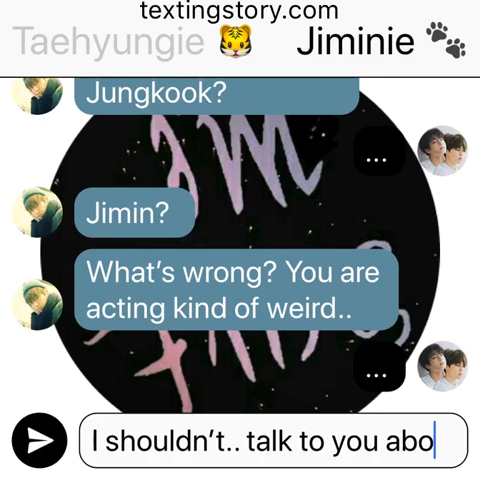 textingstory.com
Taehyungie 🐯 Jiminie 🐾
Jungkook?
...
Jimin?
What's wrong? You are
acting kind of weird..
...
I shouldn't.. talk to you abo